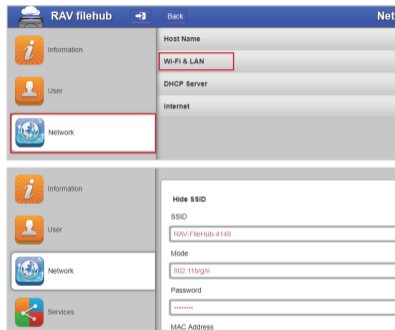 RAV filehub
Back
Net
Information
User
Network
Host Name
Wi-Fi & LAN
DHCP Server
Internet
Information
User
Network
Services
Hide SSID
SSID
RAV-FileHub-4148
Mode
802.11b/g/n
Password
********
MAC Address